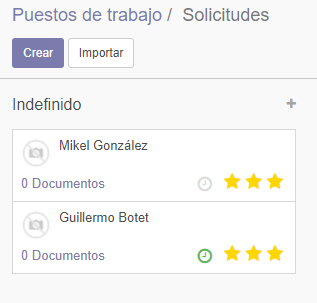 Puestos de trabajo / Solicitudes
Crear Importar
Indefinido +
Mikel González
0 Documentos
Guillermo Botet
0 Documentos